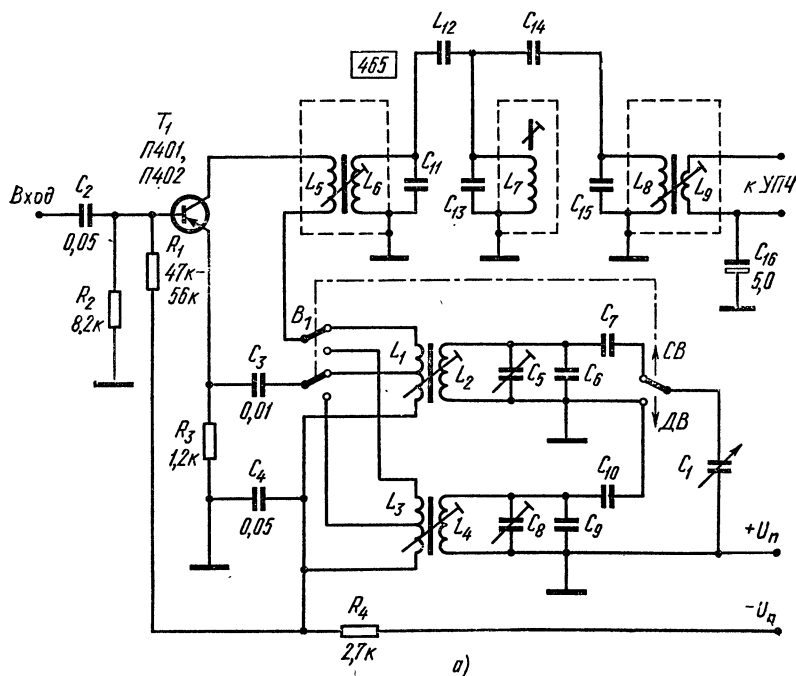 L12
C14
465
T1
П401,
П402
Вход
C2
0,05
R1
47к–
56к
R2
8,2к
L5
L6
C11
C13
L7
C15
L8
L9
к УПЧ
C16
5,0
B1
C3
0,01
L1
L2
C5
C6
C7
СВ
ДВ
R3
1,2к
C4
0,05
L3
L4
C8
C9
C10
C1
+Uп
R4
2,7к
а)